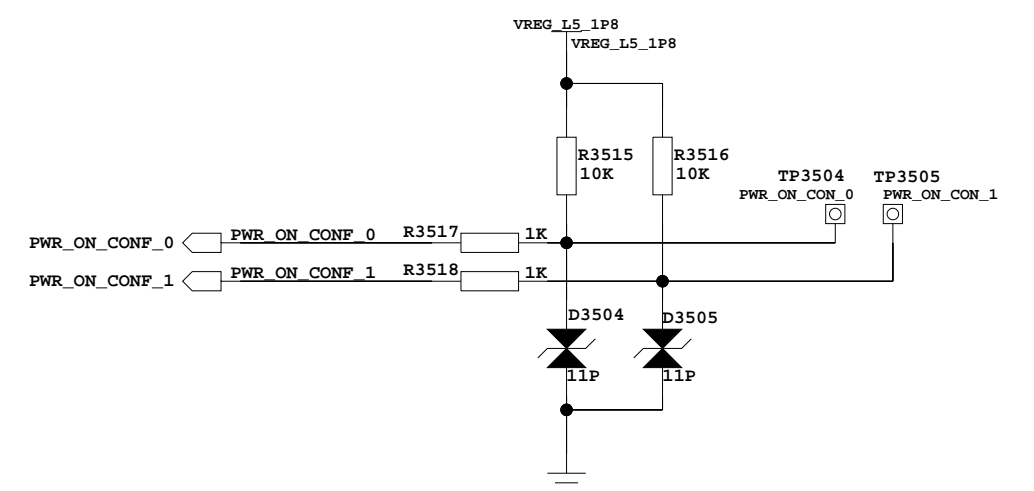 VREG_L5_1P8
VREG_L5_1P8
R3515
10K
R3516
10K
TP3504
PWR_ON_CON_0
TP3505
PWR_ON_CON_1
PWR_ON_CONF_0
PWR_ON_CONF_0
R3517
1K
PWR_ON_CONF_1
PWR_ON_CONF_1
R3518
1K
D3504
11P
D3505
11P